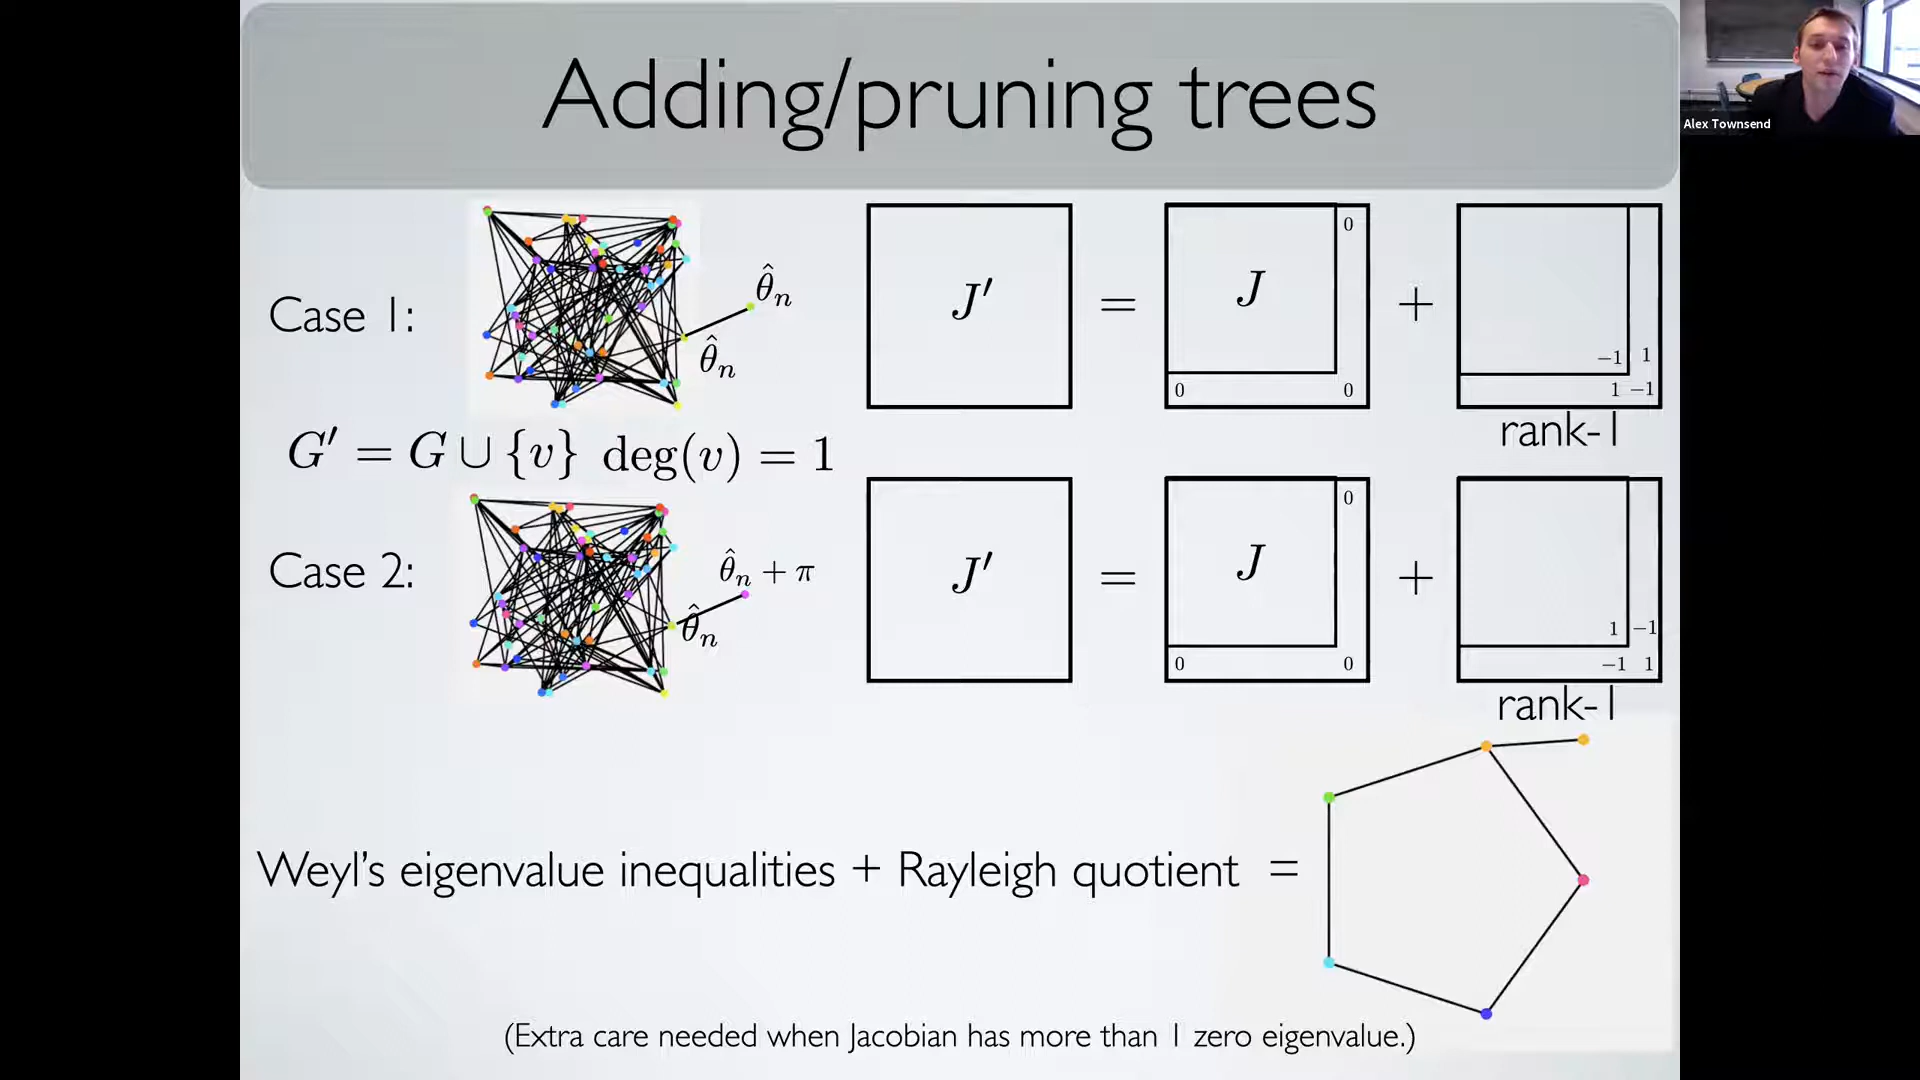 Adding/pruning trees
Alex Townsend
Case 1:
θ̂ₙ
θ̂ₙ
J′ = J 0 0 0 + −1 1 1 −1
rank-1
G′ = G ∪ {v} deg(v) = 1
Case 2:
θ̂ₙ + π
θ̂ₙ
J′ = J 0 0 0 + 1 −1 −1 1
rank-1
Weyl’s eigenvalue inequalities + Rayleigh quotient =
(Extra care needed when Jacobian has more than 1 zero eigenvalue.)